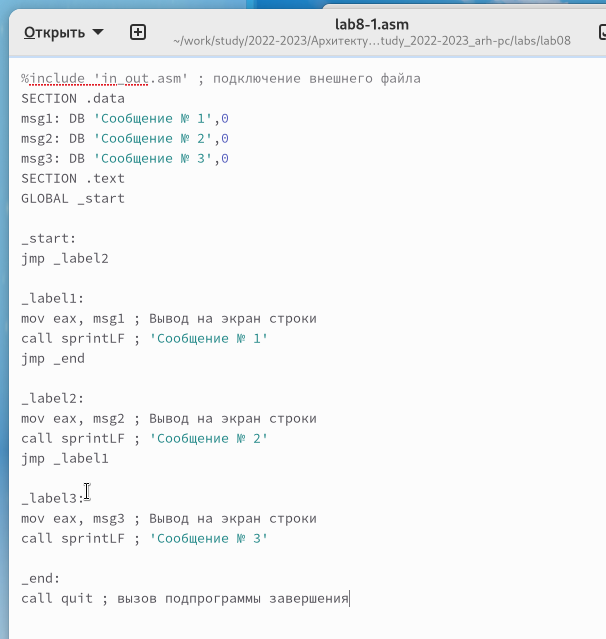 lab8-1.asm
Открыть
~/work/study/2022-2023/Архитекту…tudy_2022-2023_arh-pc/labs/lab08
%include 'in_out.asm' ; подключение внешнего файла
SECTION .data
msg1: DB 'Сообщение № 1',0
msg2: DB 'Сообщение № 2',0
msg3: DB 'Сообщение № 3',0
SECTION .text
GLOBAL _start
_start:
jmp _label2
_label1:
mov eax, msg1 ; Вывод на экран строки
call sprintLF ; 'Сообщение № 1'
jmp _end
_label2:
mov eax, msg2 ; Вывод на экран строки
call sprintLF ; 'Сообщение № 2'
jmp _label1
_label3:
mov eax, msg3 ; Вывод на экран строки
call sprintLF ; 'Сообщение № 3'
_end:
call quit ; вызов подпрограммы завершения